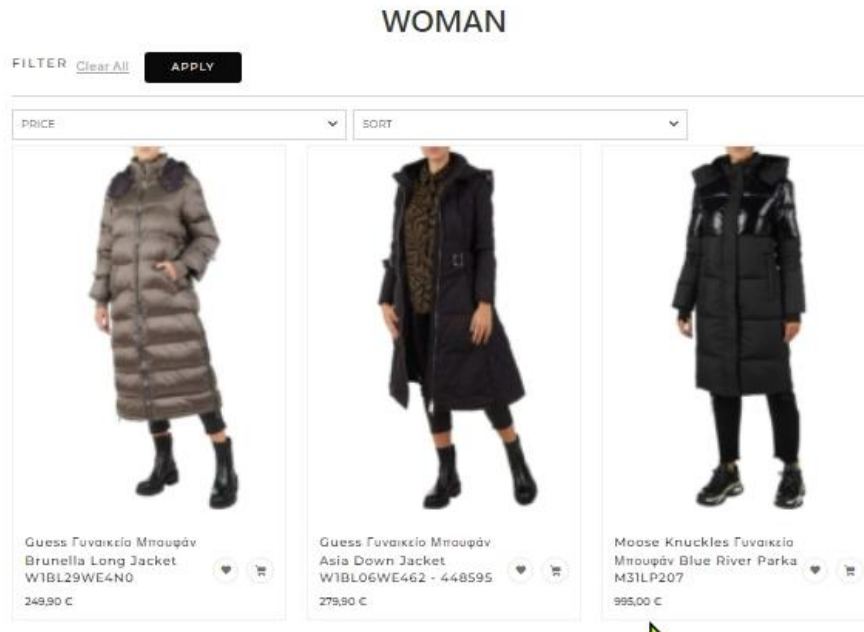 WOMAN
FILTER Clear All APPLY
PRICE SORT
Guess Γυναικείο Μπουφάν
Brunella Long Jacket
W1BL29WE4N0
249,90 €
Guess Γυναικείο Μπουφάν
Asia Down Jacket
W1BL06WE462 - 448595
279,90 €
Moose Knuckles Γυναικείο
Μπουφάν Blue River Parka
M31LP207
995,00 €